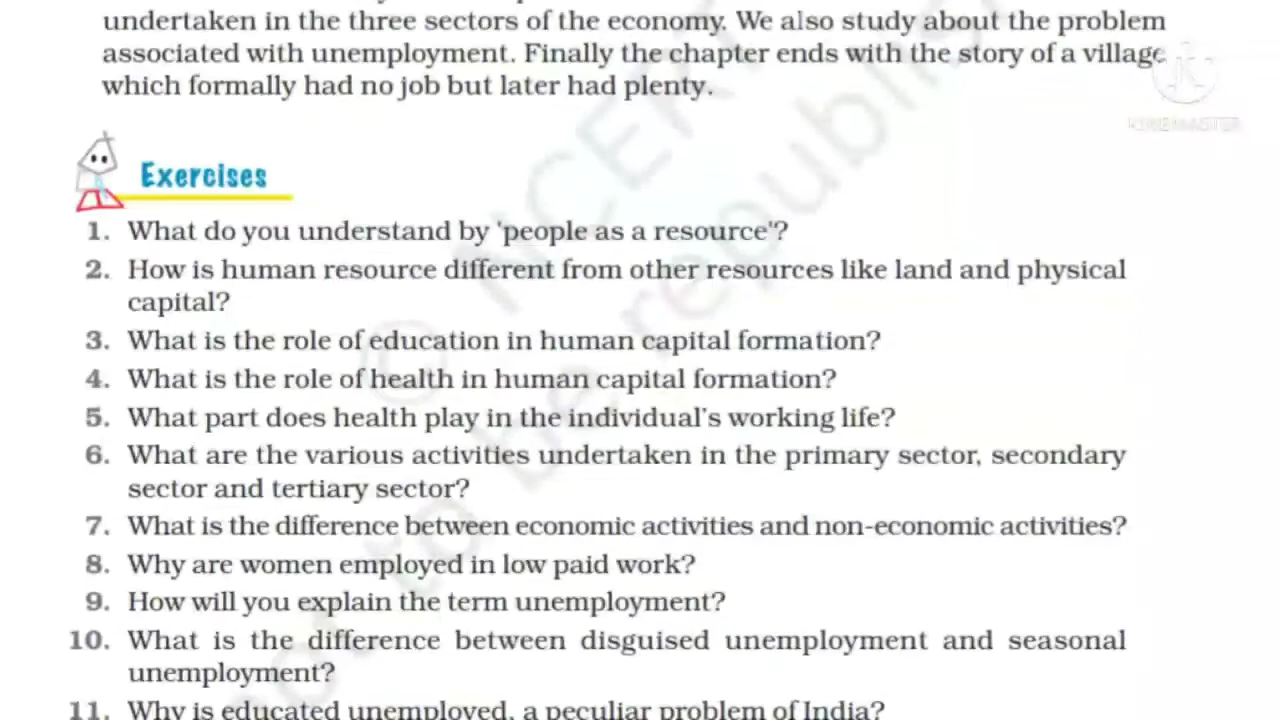 undertaken in the three sectors of the economy. We also study about the problem
associated with unemployment. Finally the chapter ends with the story of a village
which formally had no job but later had plenty.
KINEMASTER
Exercises
1. What do you understand by 'people as a resource'?
2. How is human resource different from other resources like land and physical
capital?
3. What is the role of education in human capital formation?
4. What is the role of health in human capital formation?
5. What part does health play in the individual's working life?
6. What are the various activities undertaken in the primary sector, secondary
sector and tertiary sector?
7. What is the difference between economic activities and non-economic activities?
8. Why are women employed in low paid work?
9. How will you explain the term unemployment?
10. What is the difference between disguised unemployment and seasonal
unemployment?
11. Why is educated unemployed, a peculiar problem of India?
© NCERT
not to be republish